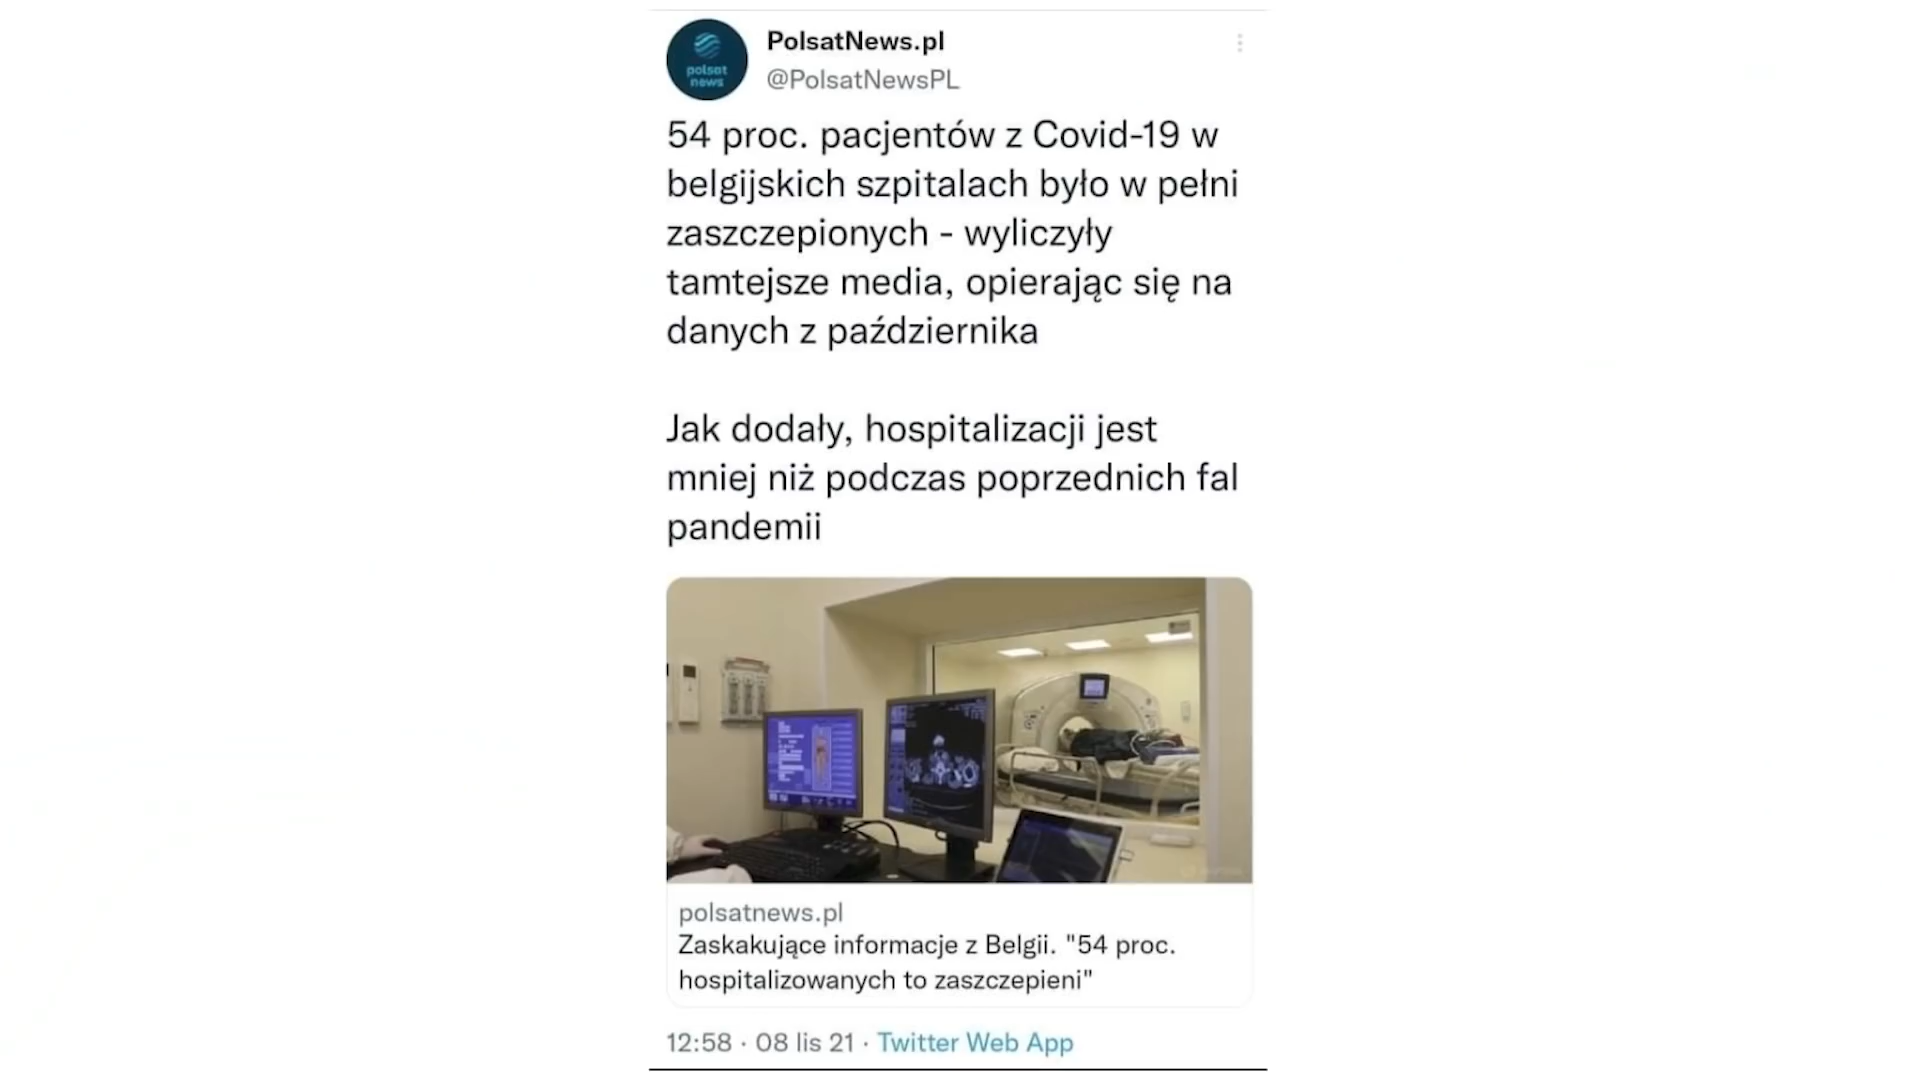 polsat
news
PolsatNews.pl
@PolsatNewsPL
54 proc. pacjentów z Covid-19 w
belgijskich szpitalach było w pełni
zaszczepionych - wyliczyły
tamtejsze media, opierając się na
danych z października
Jak dodały, hospitalizacji jest
mniej niż podczas poprzednich fal
pandemii
polsatnews.pl
Zaskakujące informacje z Belgii. "54 proc.
hospitalizowanych to zaszczepieni"
12:58 · 08 lis 21 · Twitter Web App